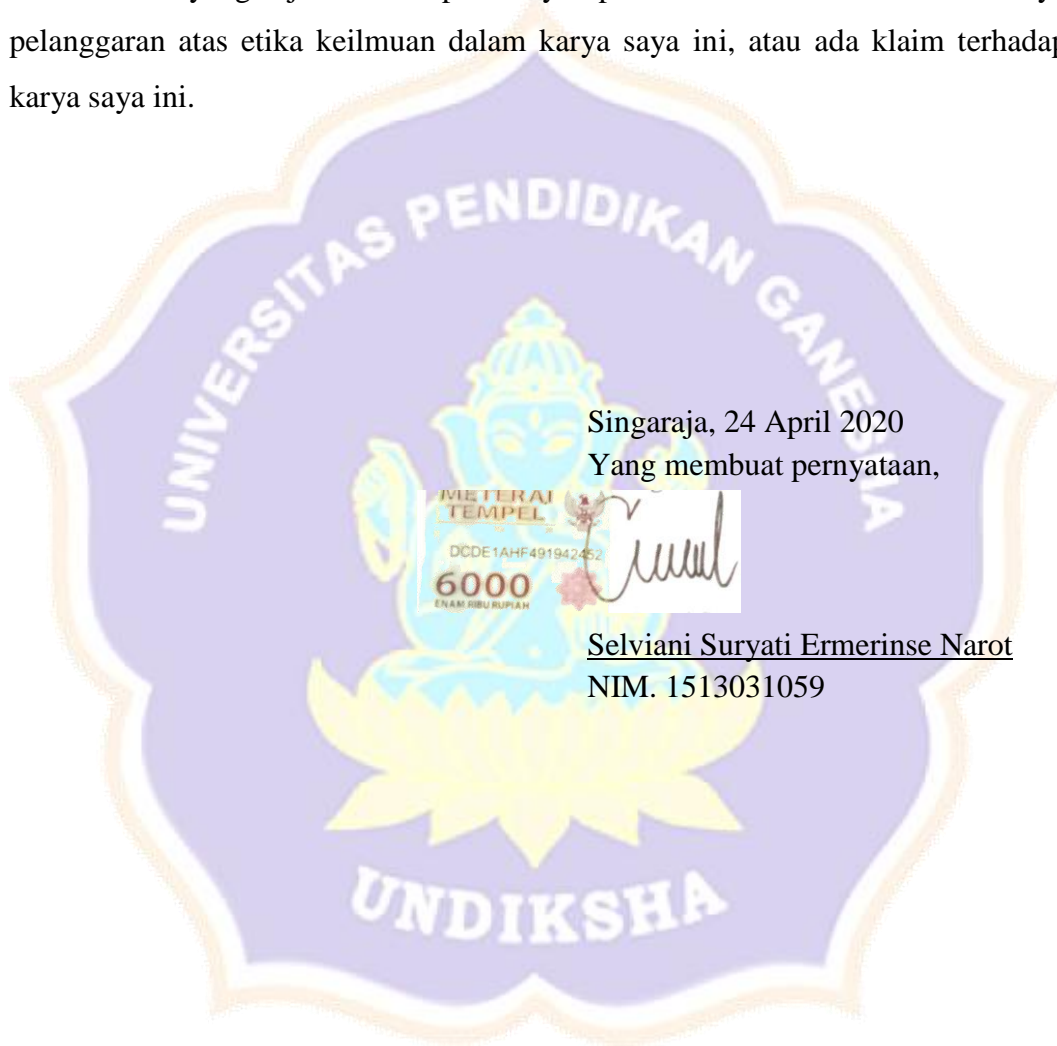 pelanggaran atas etika keilmuan dalam karya saya ini, atau ada klaim terhadap
karya saya ini.
UNIVERSITAS PENDIDIKAN GANESHA
Singaraja, 24 April 2020
Yang membuat pernyataan,
METERAI
TEMPEL
DCDE1AHF491942452
6000
ENAM RIBU RUPIAH
Selviani Suryati Ermerinse Narot
NIM. 1513031059
UNDIKSHA